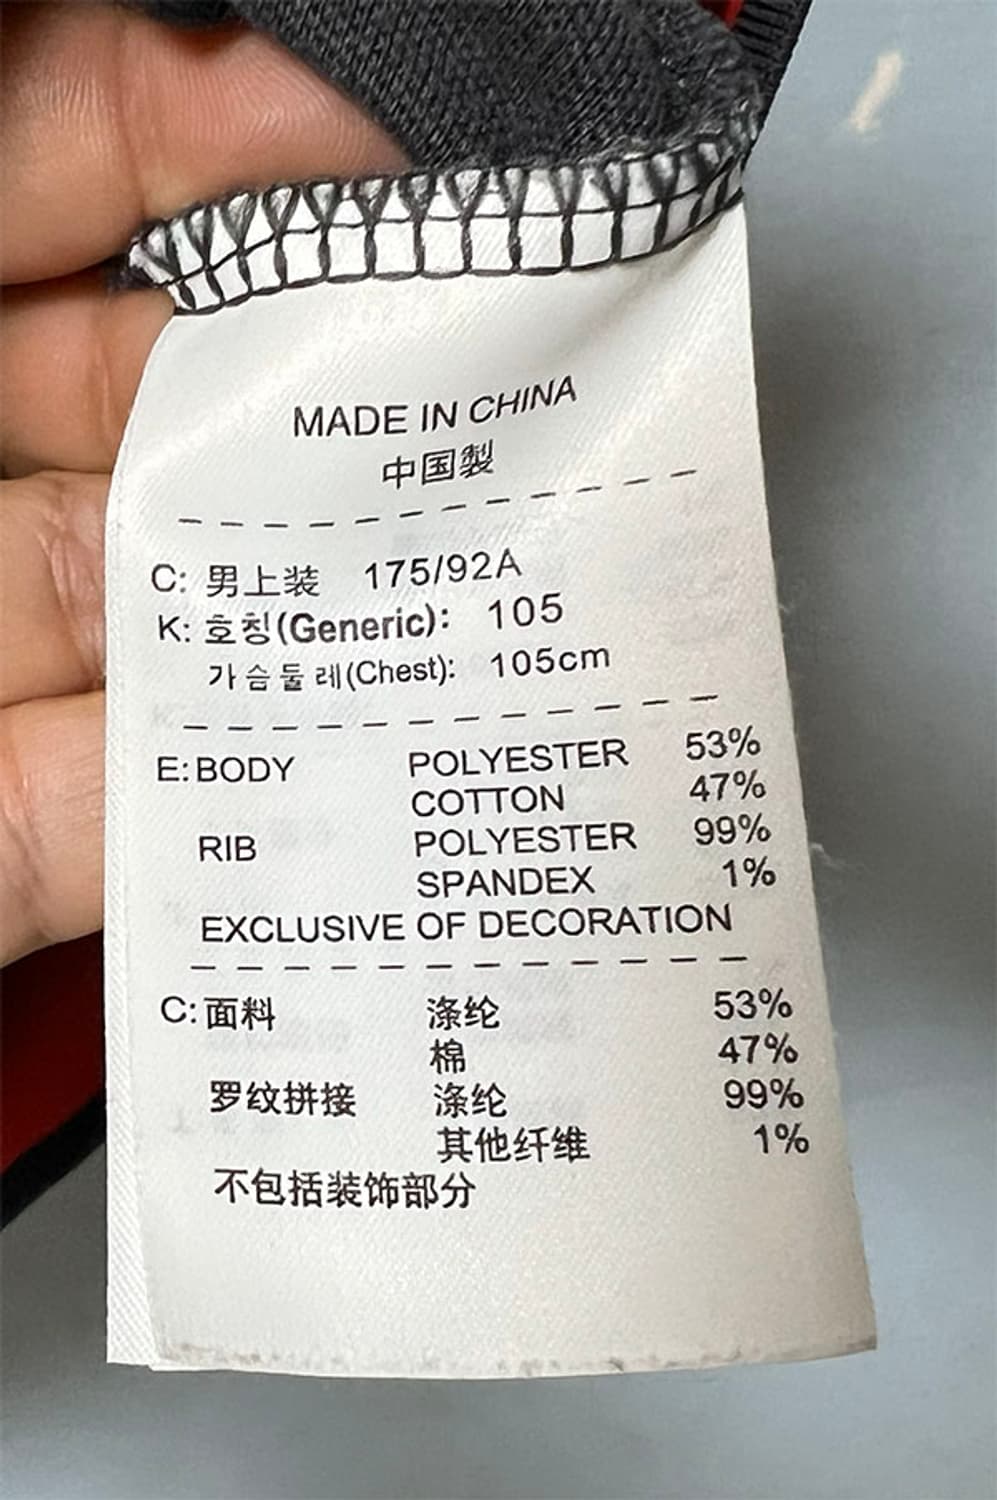 MADE IN CHINA
中国製
C: 男上装 175/92A
K: 호칭(Generic): 105
가슴둘레(Chest): 105cm
E: BODY POLYESTER 53%
COTTON 47%
RIB POLYESTER 99%
SPANDEX 1%
EXCLUSIVE OF DECORATION
C: 面料 涤纶 53%
棉 47%
罗纹拼接 涤纶 99%
其他纤维 1%
不包括装饰部分